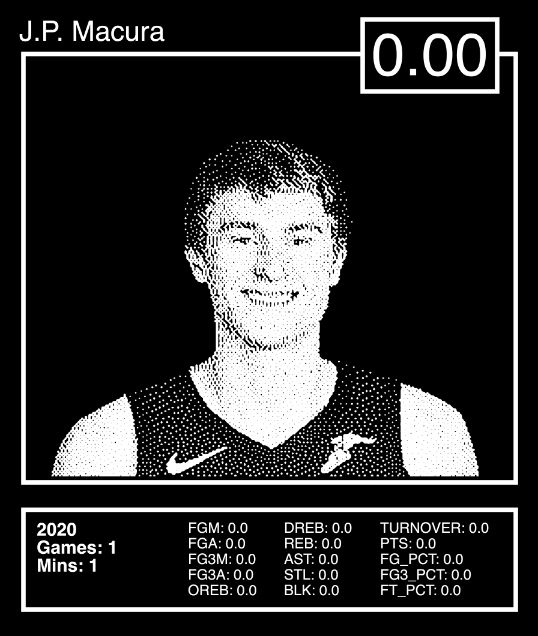 J.P. Macura
0.00
2020
Games: 1
Mins: 1
FGM: 0.0
FGA: 0.0
FG3M: 0.0
FG3A: 0.0
OREB: 0.0
DREB: 0.0
REB: 0.0
AST: 0.0
STL: 0.0
BLK: 0.0
TURNOVER: 0.0
PTS: 0.0
FG_PCT: 0.0
FG3_PCT: 0.0
FT_PCT: 0.0